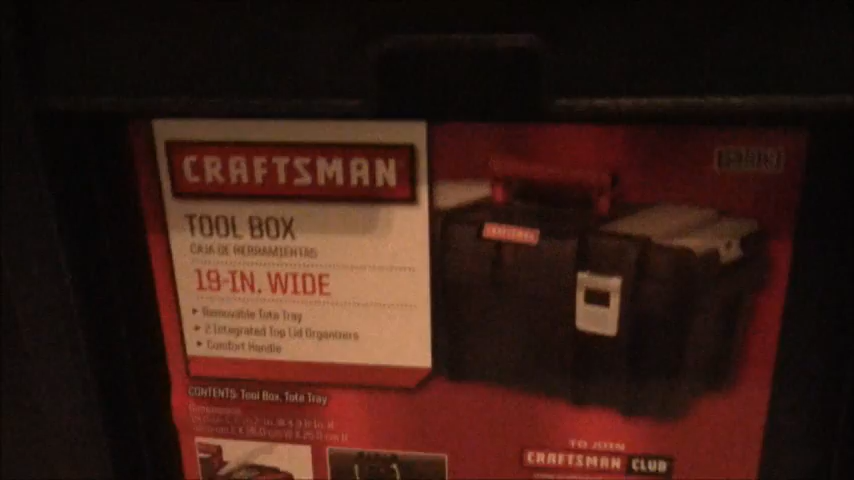 CRAFTSMAN
TOOL BOX
CAJA DE HERRAMIENTAS
19-IN. WIDE
▸ Removable Tote Tray
▸ 2 Integrated Top Lid Organizers
▸ Comfort Handle
CONTENTS: Tool Box, Tote Tray
CRAFTSMAN
TO JOIN
CRAFTSMAN CLUB